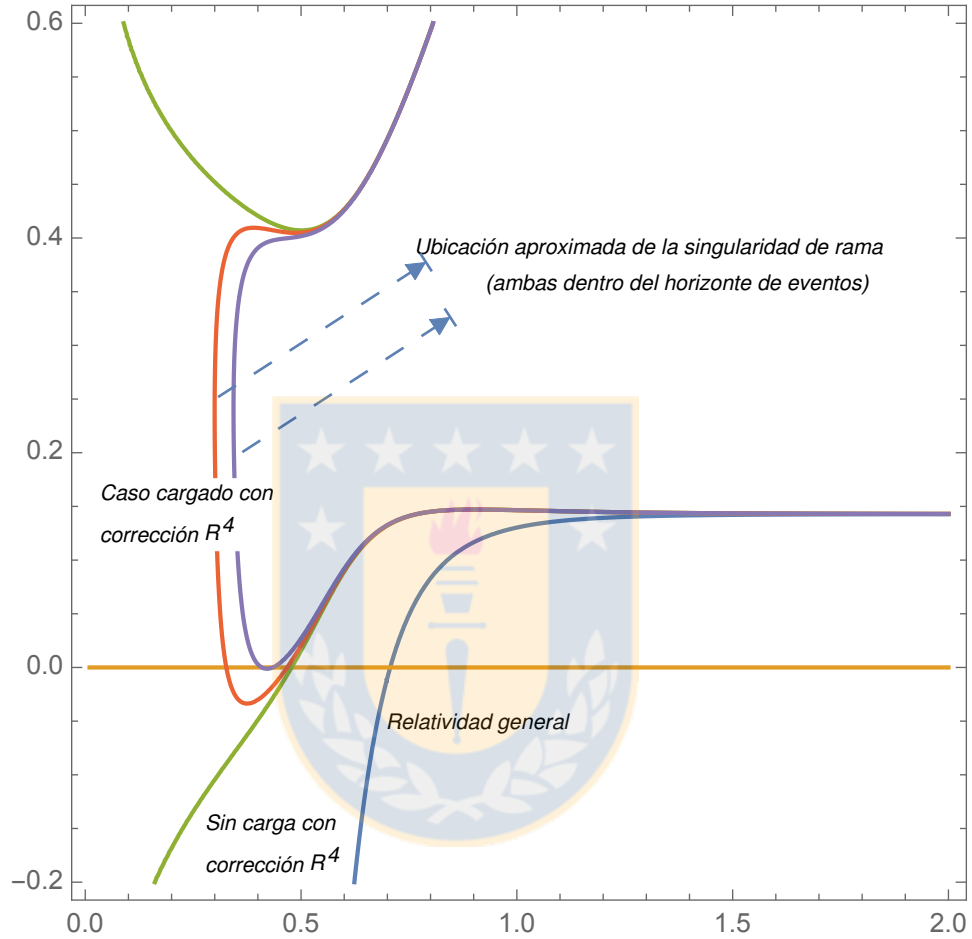 0.6
0.4
Ubicación aproximada de la singularidad de rama
(ambas dentro del horizonte de eventos)
0.2
Caso cargado con
corrección R^4
0.0
Relatividad general
Sin carga con
corrección R^4
−0.2
0.0 0.5 1.0 1.5 2.0